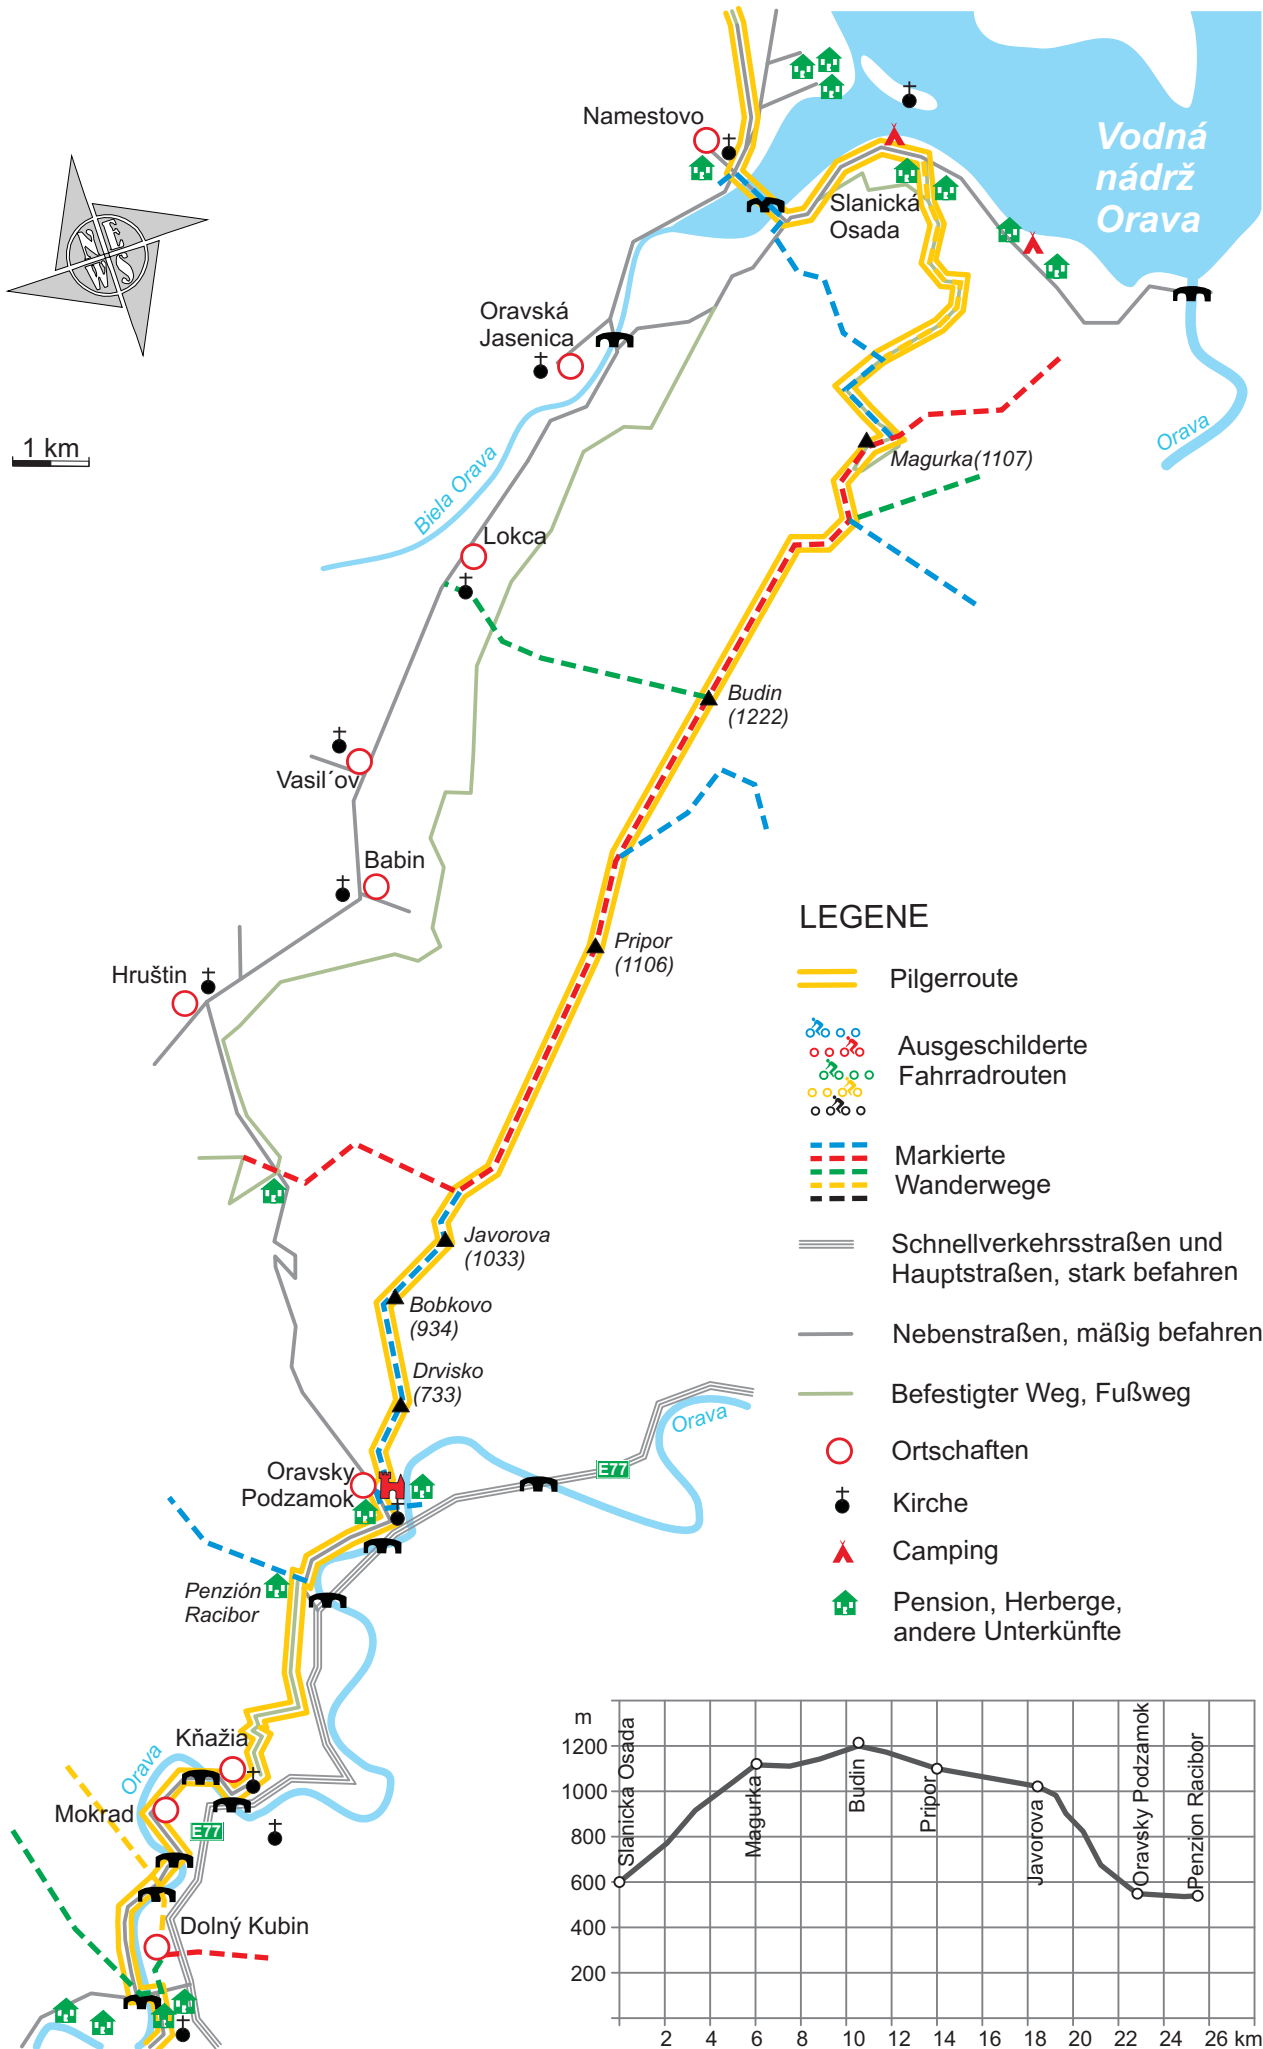 Namestovo
Vodná
nádrž
Orava
Slanická
Osada
N
E
W
S
Oravská
Jasenica
1 km
Orava
Magurka(1107)
Biela Orava
Lokca
Budin
(1222)
Vasil´ov
Babin
LEGENE
Pripor
(1106)
Hruštin
Pilgerroute
Ausgeschilderte
Fahrradrouten
Markierte
Wanderwege
Javorova
(1033)
Schnellverkehrsstraßen und
Hauptstraßen, stark befahren
Bobkovo
(934)
Nebenstraßen, mäßig befahren
Drvisko
(733)
Befestigter Weg, Fußweg
Orava
Ortschaften
E77
Oravsky
Podzamok
Kirche
Camping
Penzión
Racibor
Pension, Herberge,
andere Unterkünfte
Kňažia
Orava
Mokrad
E77
Dolný Kubin
m
1200
1000
800
600
400
200
Slanicka Osada
Magurka
Budin
Pripor
Javorova
Oravsky Podzamok
Penzion Racibor
2 4 6 8 10 12 14 16 18 20 22 24 26 km